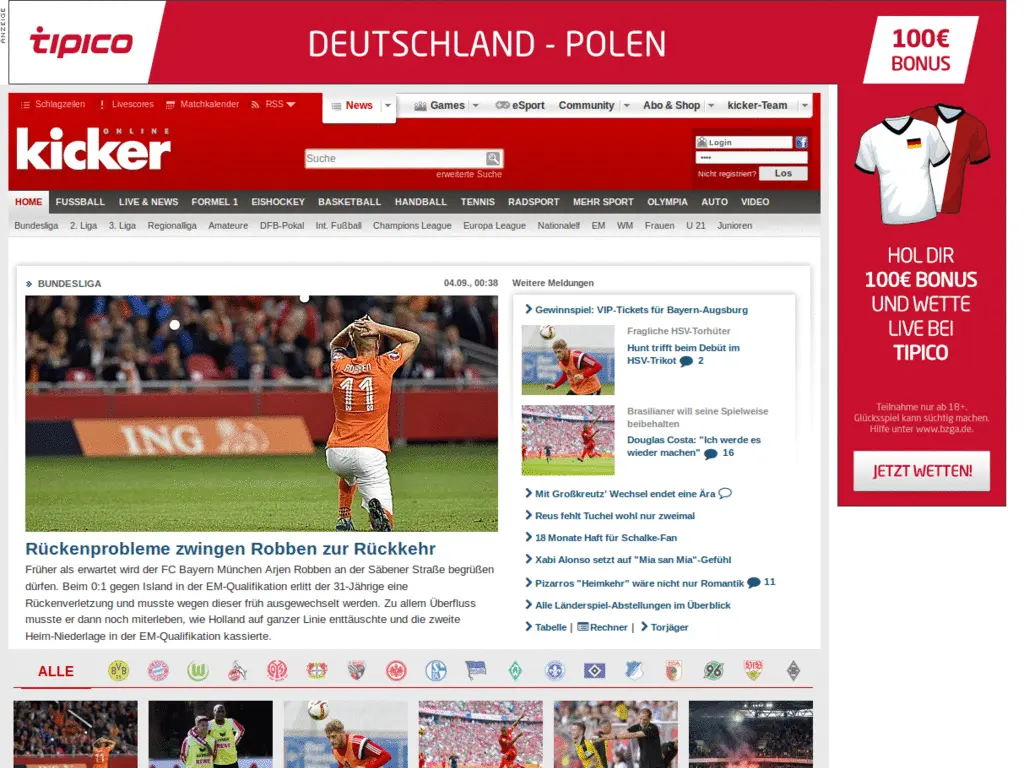 ANZEIGE
tipico
DEUTSCHLAND - POLEN
100€
BONUS
Schlagzeilen
Livescores
Matchkalender
RSS
News
Games
eSport
Community
Abo & Shop
kicker-Team
ONLINE
kicker
Suche
erweiterte Suche
Login
Nicht registriert?
Los
HOME FUSSBALL LIVE & NEWS FORMEL 1 EISHOCKEY BASKETBALL HANDBALL TENNIS RADSPORT MEHR SPORT OLYMPIA AUTO VIDEO
Bundesliga 2. Liga 3. Liga Regionalliga Amateure DFB-Pokal Int. Fußball Champions League Europa League Nationalelf EM WM Frauen U 21 Junioren
BUNDESLIGA
04.09., 00:38
ROBBEN
11
ING
Rückenprobleme zwingen Robben zur Rückkehr
Früher als erwartet wird der FC Bayern München Arjen Robben an der Säbener Straße begrüßen
dürfen. Beim 0:1 gegen Island in der EM-Qualifikation erlitt der 31-Jährige eine
Rückenverletzung und musste wegen dieser früh ausgewechselt werden. Zu allem Überfluss
musste er dann noch miterleben, wie Holland auf ganzer Linie enttäuschte und die zweite
Heim-Niederlage in der EM-Qualifikation kassierte.
Weitere Meldungen
Gewinnspiel: VIP-Tickets für Bayern-Augsburg
Fragliche HSV-Torhüter
Hunt trifft beim Debüt im
HSV-Trikot 2
Brasilianer will seine Spielweise
beibehalten
Douglas Costa: "Ich werde es
wieder machen" 16
Mit Großkreutz' Wechsel endet eine Ära
Reus fehlt Tuchel wohl nur zweimal
18 Monate Haft für Schalke-Fan
Xabi Alonso setzt auf "Mia san Mia"-Gefühl
Pizarros "Heimkehr" wäre nicht nur Romantik 11
Alle Länderspiel-Abstellungen im Überblick
Tabelle | Rechner | Torjäger
HOL DIR
100€ BONUS
UND WETTE
LIVE BEI
TIPICO
Teilnahme nur ab 18+.
Glücksspiel kann süchtig machen.
Hilfe unter www.bzga.de.
JETZT WETTEN!
ALLE
BVB
96
REWE